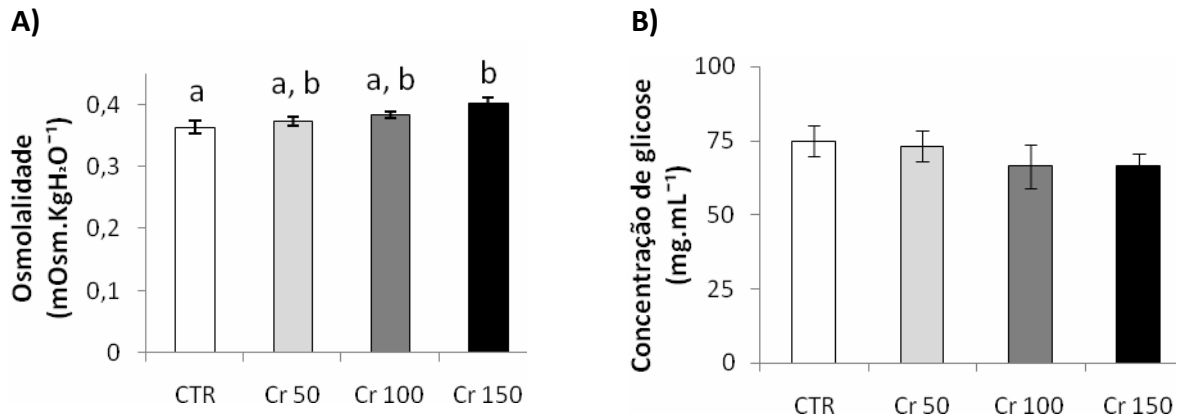 A)
Osmolalidade
(mOsm.KgH₂O⁻¹)
0,4
0,3
0,2
0,1
0
a
a, b
a, b
b
CTR
Cr 50
Cr 100
Cr 150
B)
Concentração de glicose
(mg.mL⁻¹)
100
75
50
25
0
CTR
Cr 50
Cr 100
Cr 150